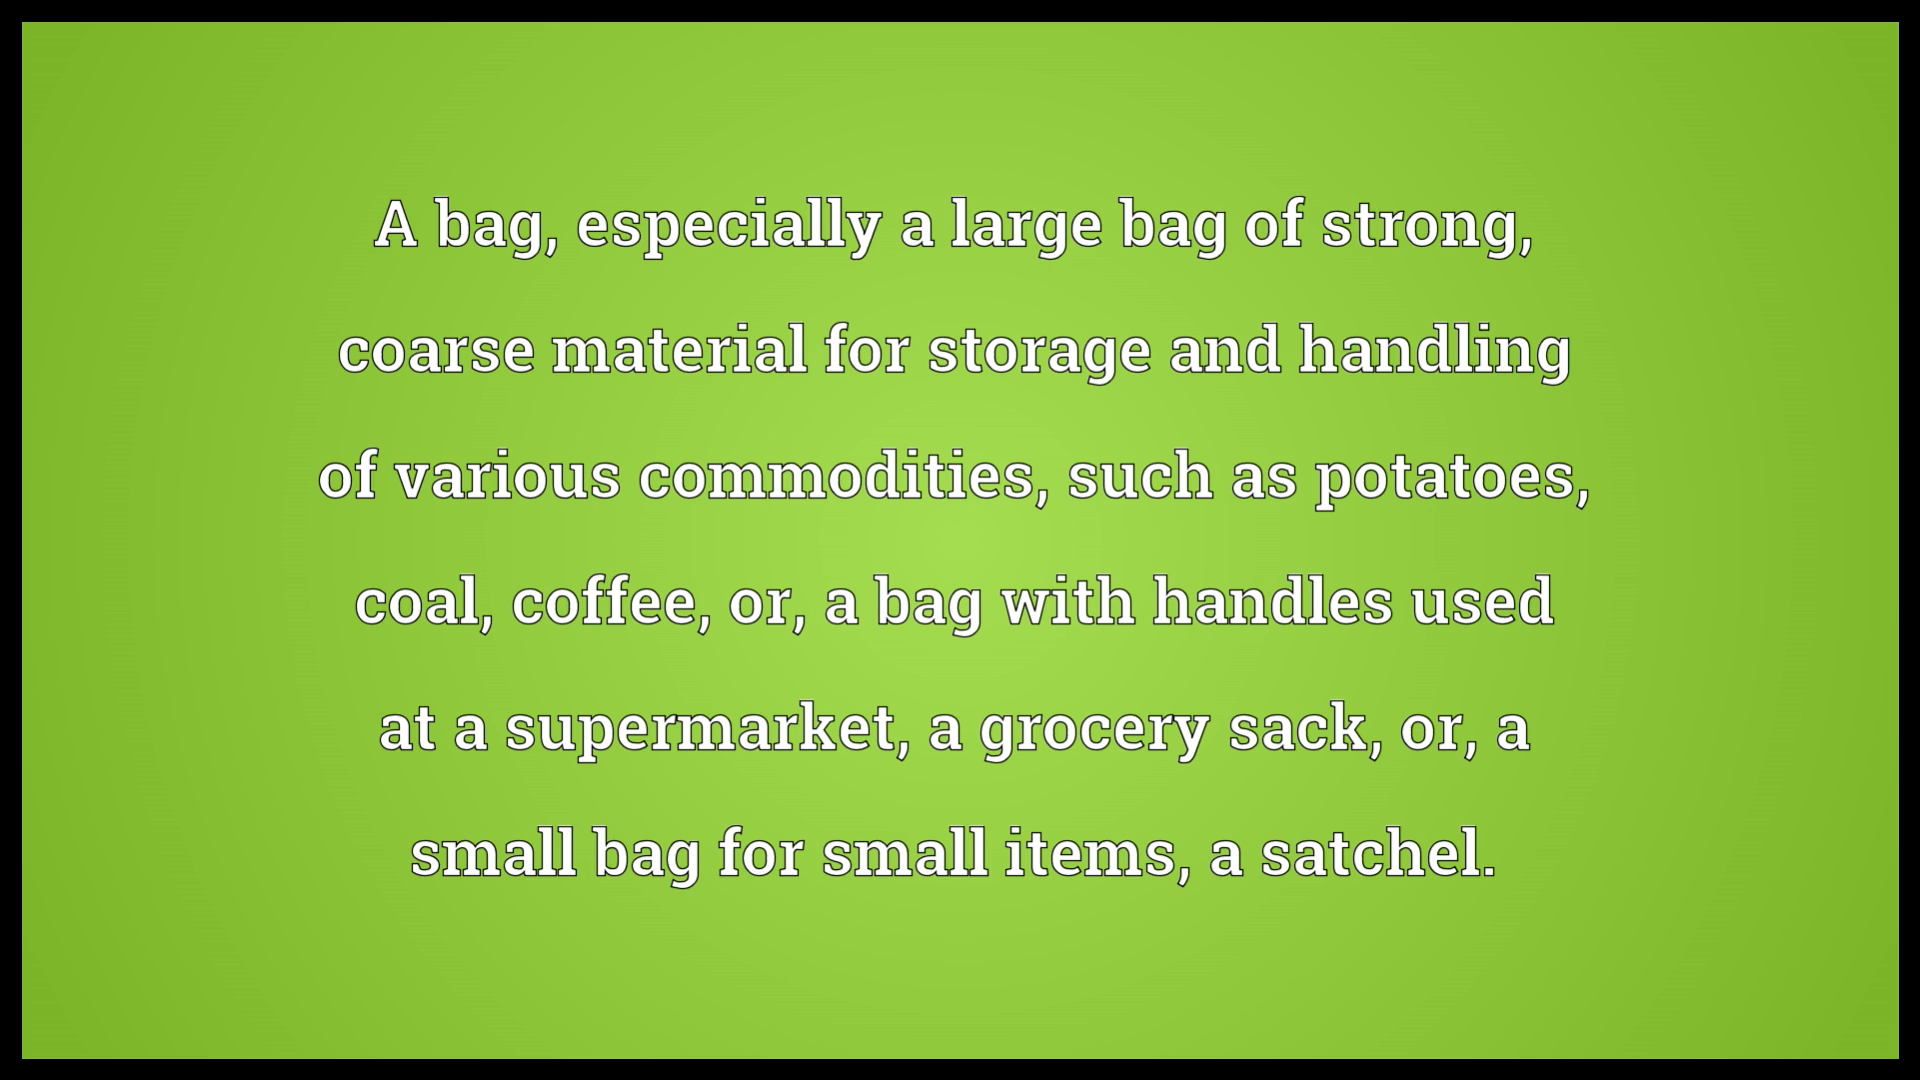 A bag, especially a large bag of strong,
coarse material for storage and handling
of various commodities, such as potatoes,
coal, coffee, or, a bag with handles used
at a supermarket, a grocery sack, or, a
small bag for small items, a satchel.